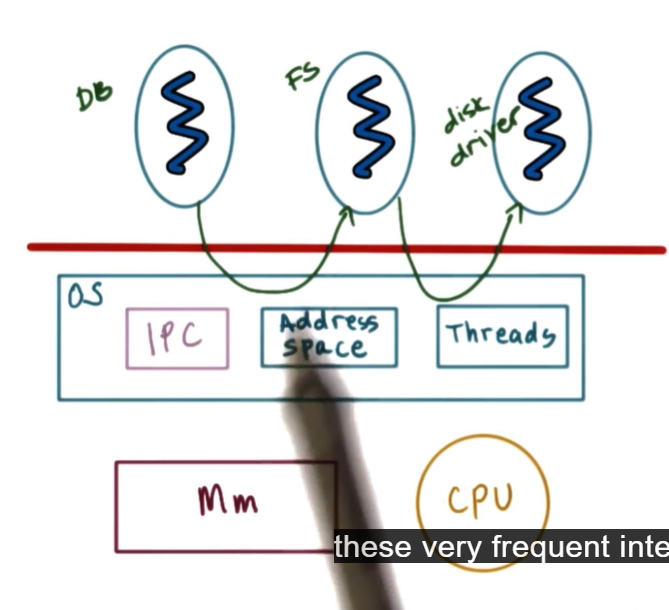 DB
FS
disk
driver
OS
IPC
Address
space
Threads
Mm
CPU
these very frequent inte